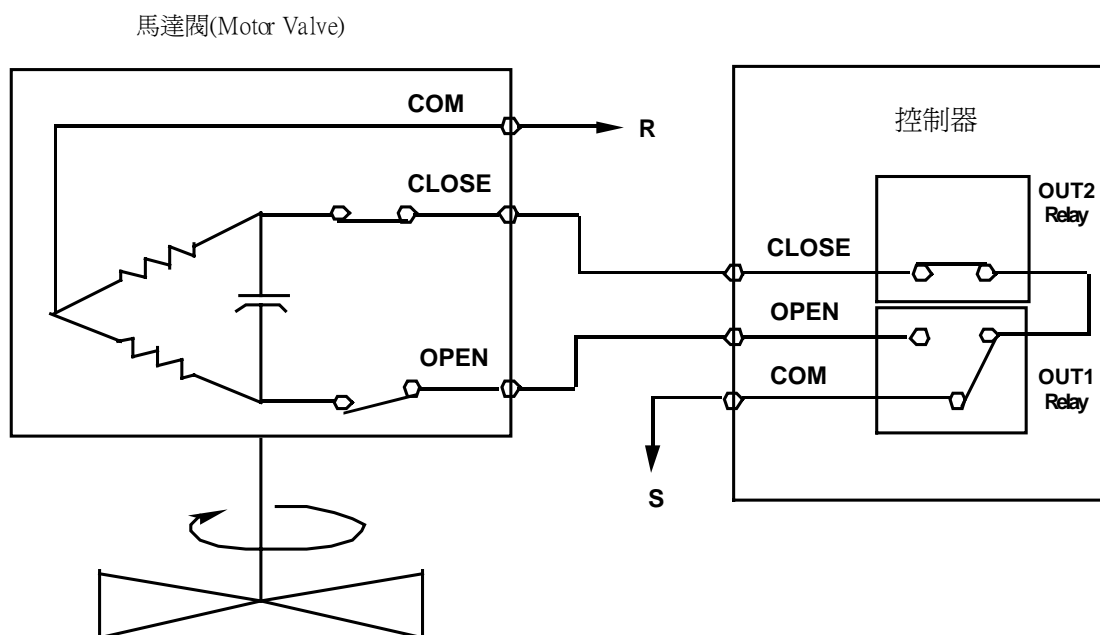 馬達閥(Motor Valve)
COM
R
控制器
CLOSE
OUT2
Relay
CLOSE
OPEN
OPEN
COM
OUT1
Relay
S